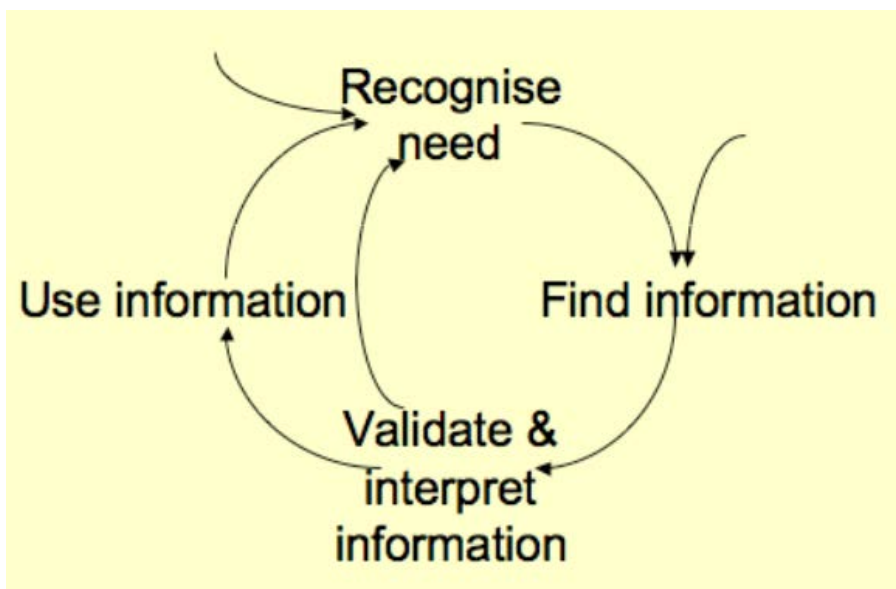 Recognise
need
Use information
Find information
Validate &
interpret
information